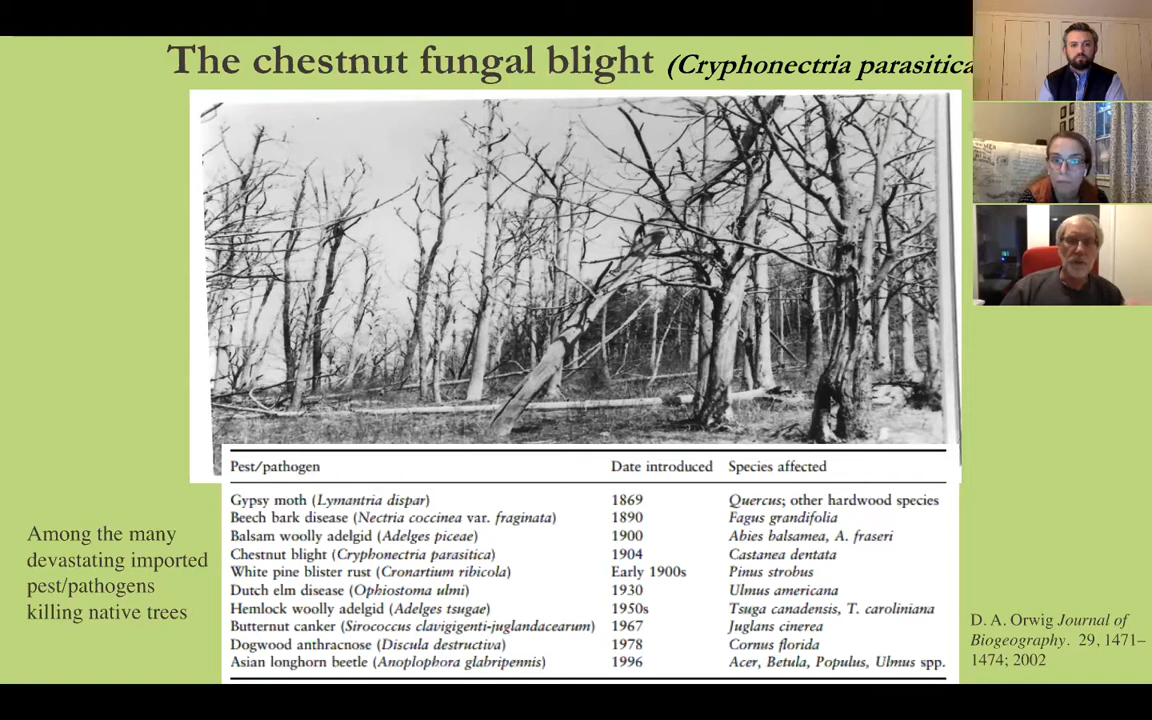 The chestnut fungal blight (Cryphonectria parasitica
Pest/pathogen Date introduced Species affected
Gypsy moth (Lymantria dispar) 1869 Quercus; other hardwood species
Beech bark disease (Nectria coccinea var. fraginata) 1890 Fagus grandifolia
Balsam woolly adelgid (Adelges piceae) 1900 Abies balsamea, A. fraseri
Chestnut blight (Cryphonectria parasitica) 1904 Castanea dentata
White pine blister rust (Cronartium ribicola) Early 1900s Pinus strobus
Dutch elm disease (Ophiostoma ulmi) 1930 Ulmus americana
Hemlock woolly adelgid (Adelges tsugae) 1950s Tsuga canadensis, T. caroliniana
Butternut canker (Sirococcus clavigigenti-juglandacearum) 1967 Juglans cinerea
Dogwood anthracnose (Discula destructiva) 1978 Cornus florida
Asian longhorn beetle (Anoplophora glabripennis) 1996 Acer, Betula, Populus, Ulmus spp.
Among the many
devastating imported
pest/pathogens
killing native trees
D. A. Orwig Journal of
Biogeography. 29, 1471–
1474; 2002